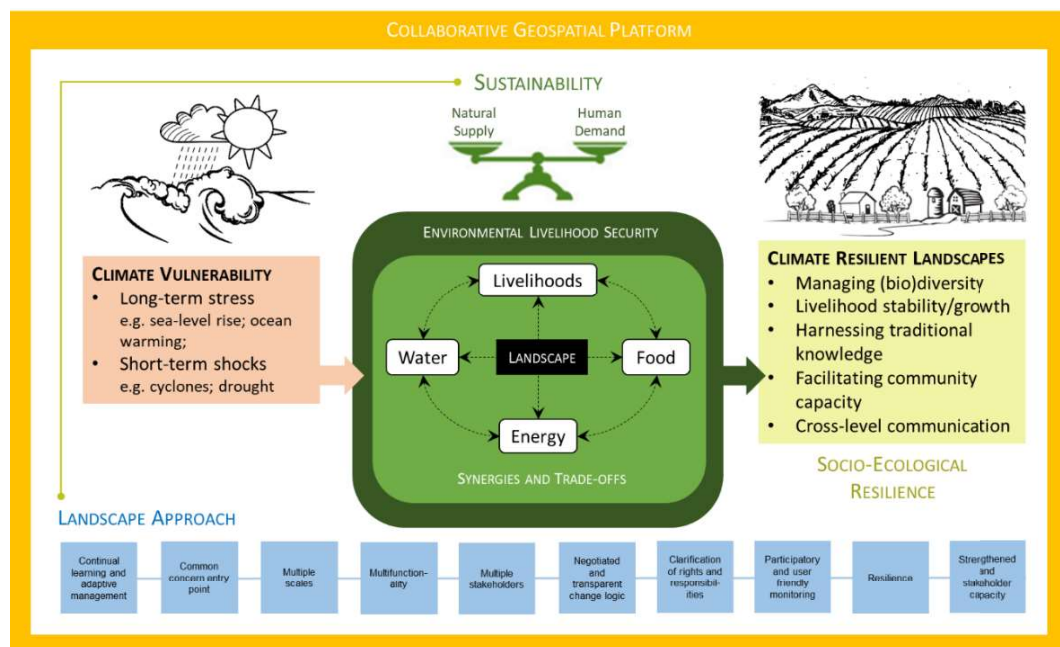 COLLABORATIVE GEOSPATIAL PLATFORM
SUSTAINABILITY
Natural
Supply
Human
Demand
ENVIRONMENTAL LIVELIHOOD SECURITY
CLIMATE VULNERABILITY
• Long-term stress
e.g. sea-level rise; ocean
warming;
• Short-term shocks
e.g. cyclones; drought
Livelihoods
Water
LANDSCAPE
Food
Energy
SYNERGIES AND TRADE-OFFS
CLIMATE RESILIENT LANDSCAPES
• Managing (bio)diversity
• Livelihood stability/growth
• Harnessing traditional
knowledge
• Facilitating community
capacity
• Cross-level communication
SOCIO-ECOLOGICAL
RESILIENCE
LANDSCAPE APPROACH
Continual
learning and
adaptive
management
Common
concern entry
point
Multiple
scales
Multifunction-
ality
Multiple
stakeholders
Negotiated
and
transparent
change logic
Clarification
of rights and
responsibil-
ities
Participatory
and user
friendly
monitoring
Resilience
Strengthened
and
stakeholder
capacity